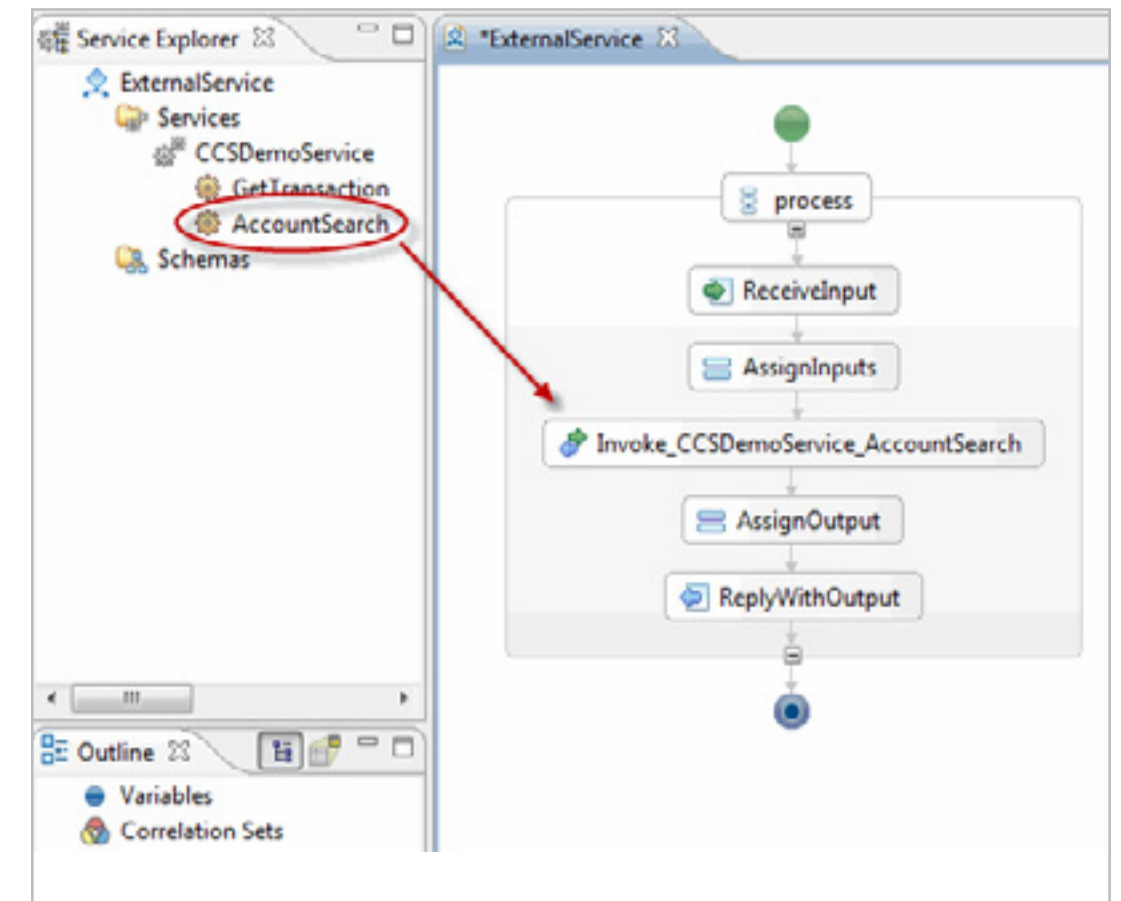 Service Explorer
ExternalService
Services
CCSDemoService
GetTransaction
AccountSearch
Schemas
*ExternalService
process
ReceiveInput
AssignInputs
Invoke_CCSDemoService_AccountSearch
AssignOutput
ReplyWithOutput
Outline
Variables
Correlation Sets